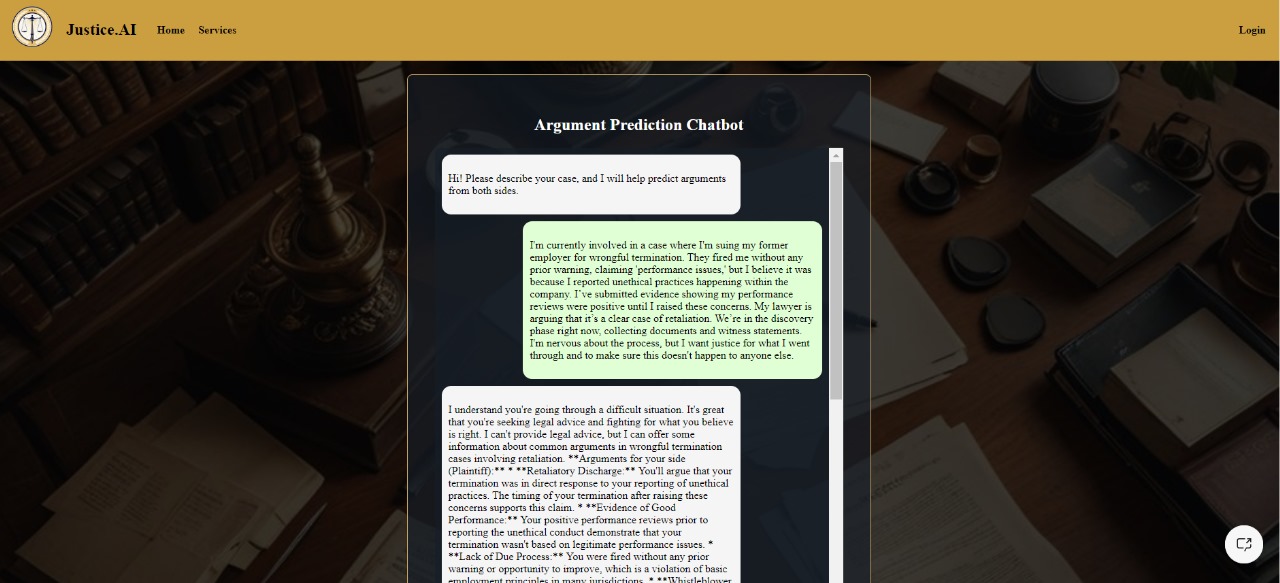 Justice.AI Home Services Login
Argument Prediction Chatbot
Hi! Please describe your case, and I will help predict arguments
from both sides.
I'm currently involved in a case where I'm suing my former
employer for wrongful termination. They fired me without any
prior warning, claiming 'performance issues,' but I believe it was
because I reported unethical practices happening within the
company. I've submitted evidence showing my performance
reviews were positive until I raised these concerns. My lawyer is
arguing that it's a clear case of retaliation. We're in the discovery
phase right now, collecting documents and witness statements.
I'm nervous about the process, but I want justice for what I went
through and to make sure this doesn't happen to anyone else.
I understand you're going through a difficult situation. It's great
that you're seeking legal advice and fighting for what you believe
is right. I can't provide legal advice, but I can offer some
information about common arguments in wrongful termination
cases involving retaliation. **Arguments for your side
(Plaintiff):** * **Retaliatory Discharge:** You'll argue that your
termination was in direct response to your reporting of unethical
practices. The timing of your termination after raising these
concerns supports this claim. * **Evidence of Good
Performance:** Your positive performance reviews prior to
reporting the unethical conduct demonstrate that your
termination wasn't based on legitimate performance issues. *
**Lack of Due Process:** You were fired without any prior
warning or opportunity to improve, which is a violation of basic
employment principles in many jurisdictions. * **Whistleblower